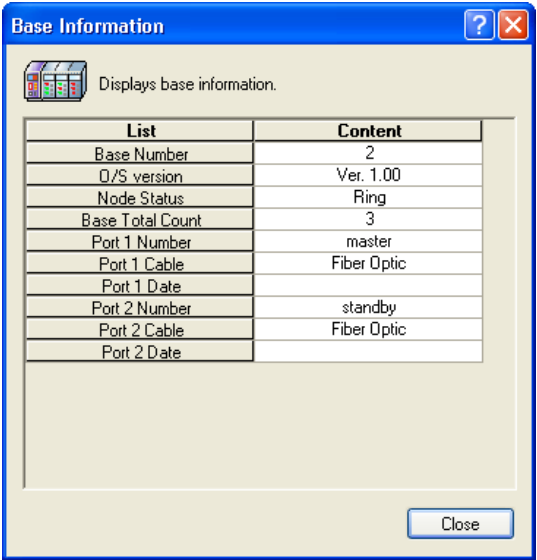 Base Information
Displays base information.
List Content
Base Number 2
O/S version Ver. 1.00
Node Status Ring
Base Total Count 3
Port 1 Number master
Port 1 Cable Fiber Optic
Port 1 Date
Port 2 Number standby
Port 2 Cable Fiber Optic
Port 2 Date
Close